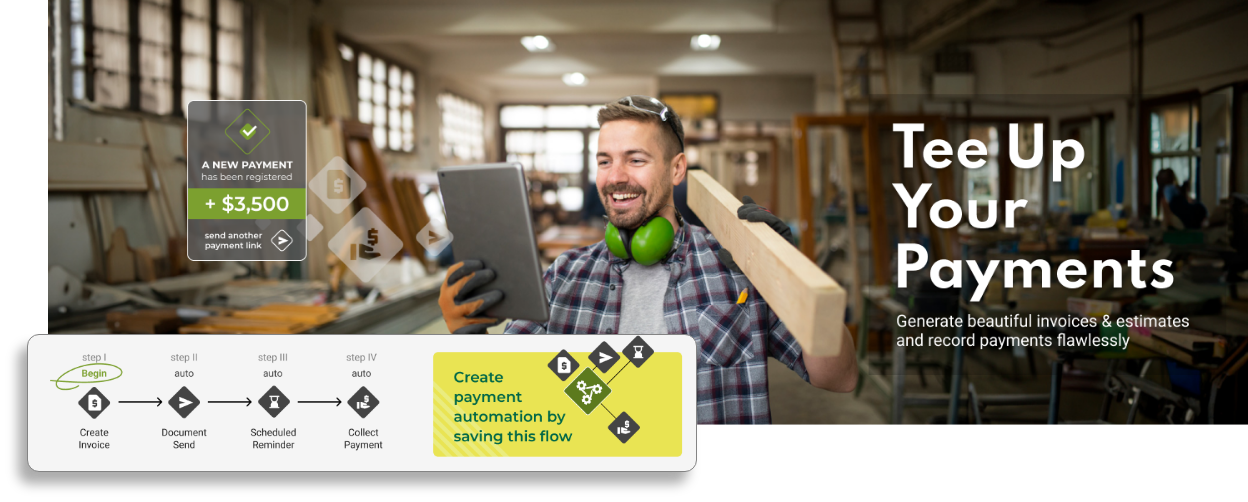 A NEW PAYMENT
has been registered
+ $3,500
send another
payment link
Tee Up
Your
Payments
Generate beautiful invoices & estimates
and record payments flawlessly
step I
Begin
Create
Invoice
step II
auto
Document
Send
step III
auto
Scheduled
Reminder
step IV
auto
Collect
Payment
Create
payment
automation by
saving this flow